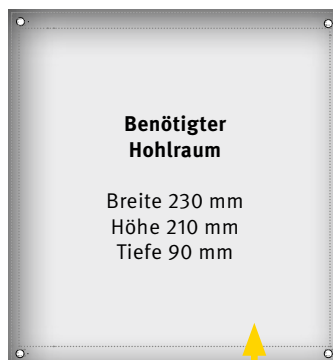 Benötigter
Hohlraum
Breite 230 mm
Höhe 210 mm
Tiefe 90 mm